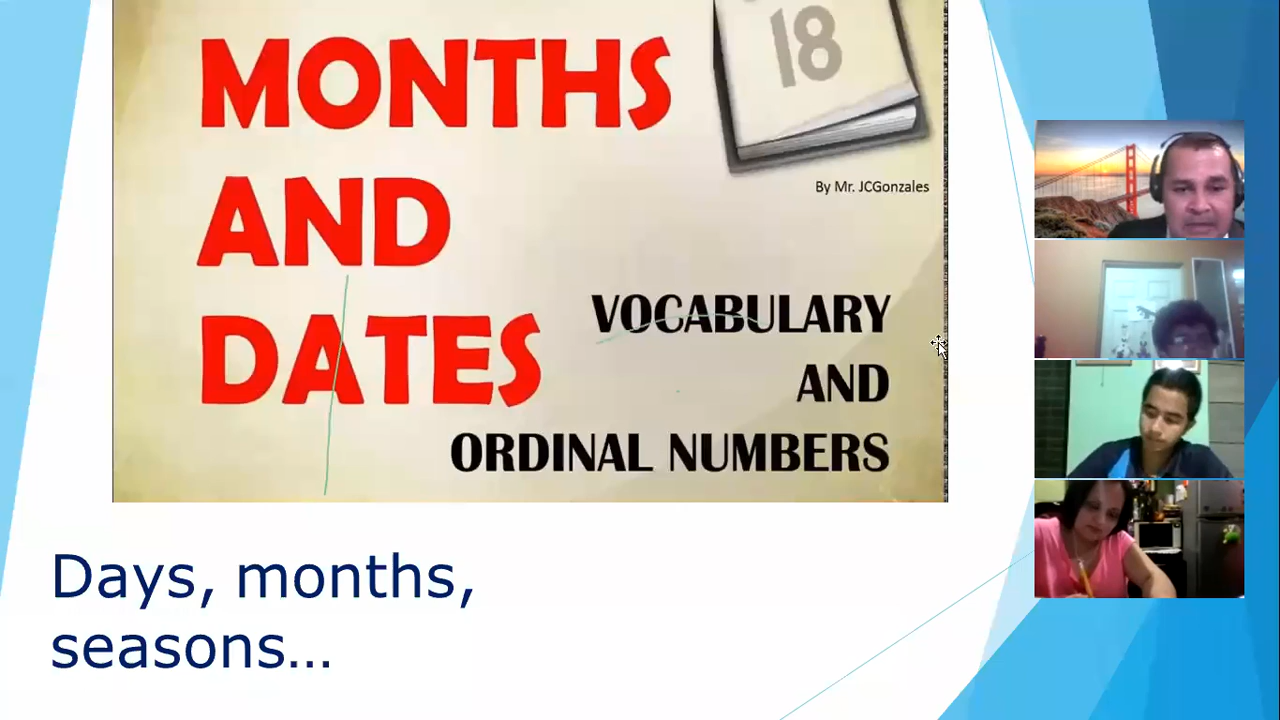 MONTHS
AND
DATES
18
By Mr. JCGonzales
VOCABULARY
AND
ORDINAL NUMBERS
Days, months,
seasons...